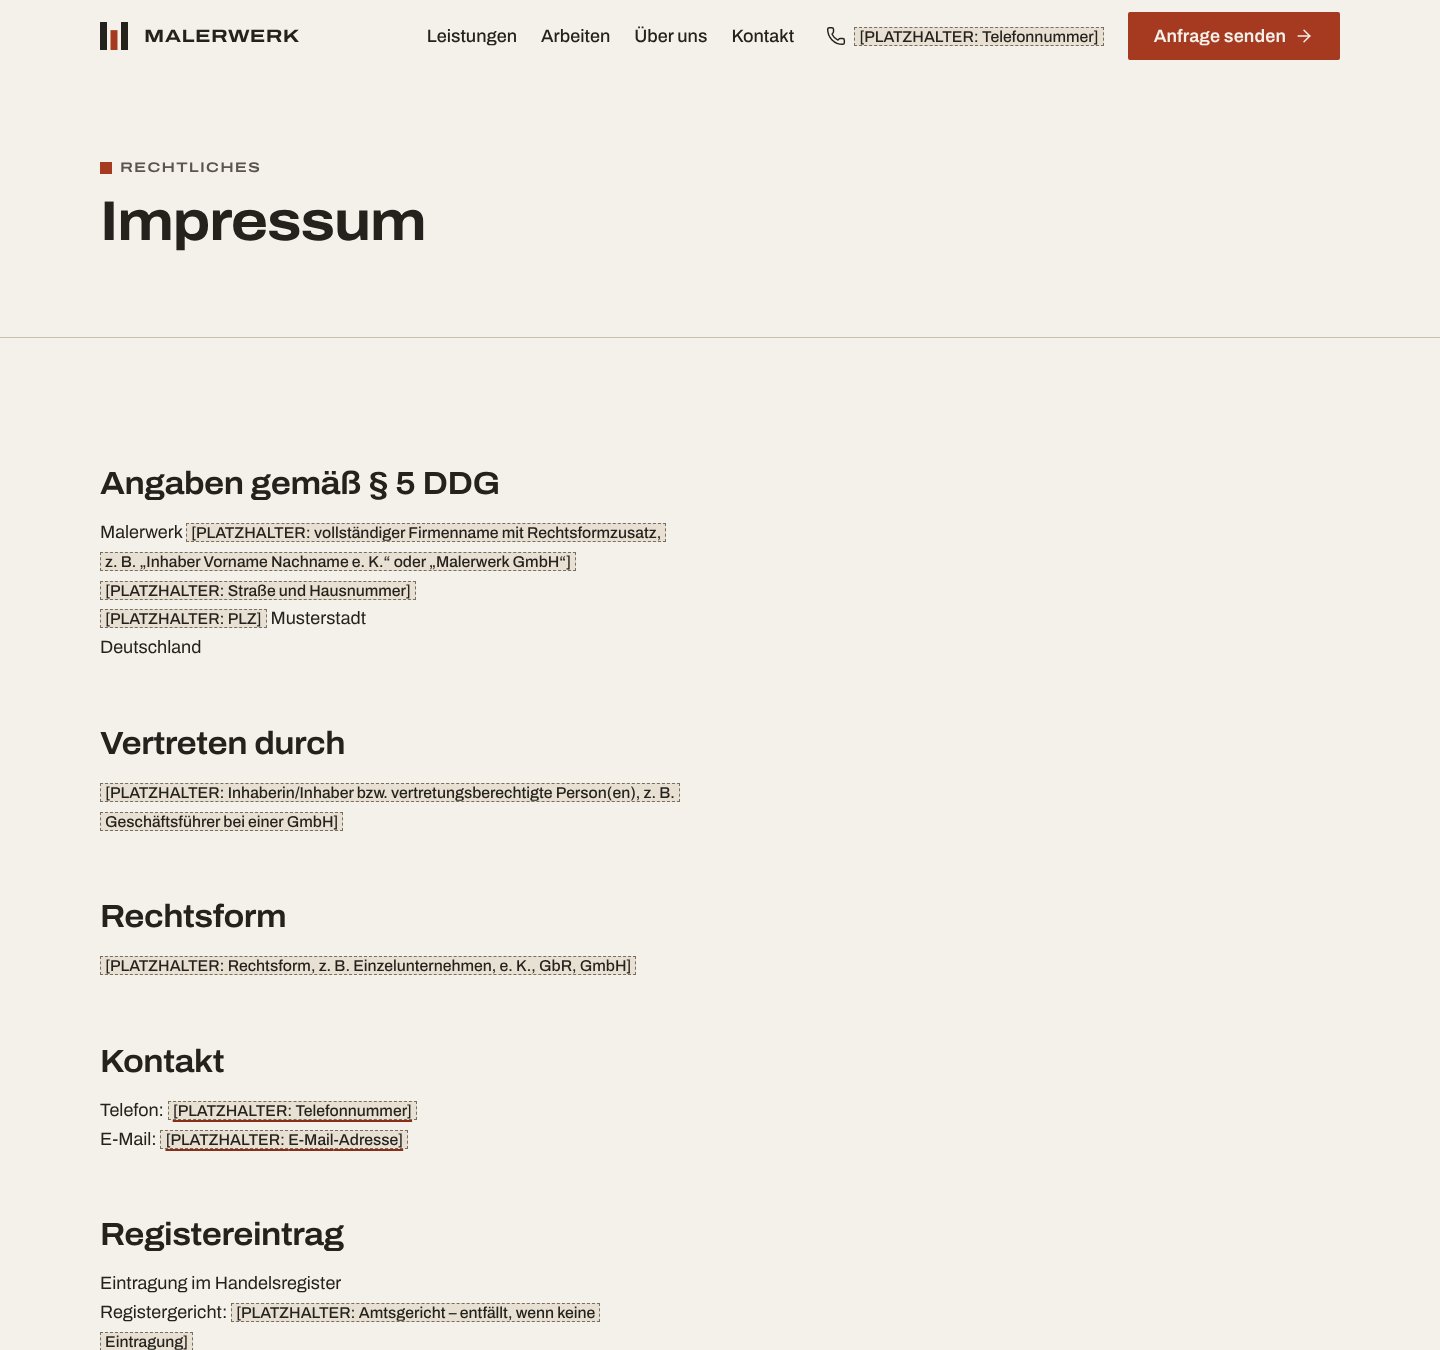 MALERWERK
Leistungen Arbeiten Über uns Kontakt [PLATZHALTER: Telefonnummer] Anfrage senden →
RECHTLICHES
Impressum
Angaben gemäß § 5 DDG
Malerwerk [PLATZHALTER: vollständiger Firmenname mit Rechtsformzusatz,
z. B. „Inhaber Vorname Nachname e. K.“ oder „Malerwerk GmbH“]
[PLATZHALTER: Straße und Hausnummer]
[PLATZHALTER: PLZ] Musterstadt
Deutschland
Vertreten durch
[PLATZHALTER: Inhaberin/Inhaber bzw. vertretungsberechtigte Person(en), z. B.
Geschäftsführer bei einer GmbH]
Rechtsform
[PLATZHALTER: Rechtsform, z. B. Einzelunternehmen, e. K., GbR, GmbH]
Kontakt
Telefon: [PLATZHALTER: Telefonnummer]
E-Mail: [PLATZHALTER: E-Mail-Adresse]
Registereintrag
Eintragung im Handelsregister
Registergericht: [PLATZHALTER: Amtsgericht – entfällt, wenn keine
Eintragung]